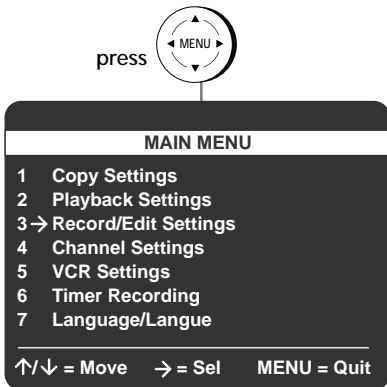 press
MENU
MAIN MENU
1 Copy Settings
2 Playback Settings
3 → Record/Edit Settings
4 Channel Settings
5 VCR Settings
6 Timer Recording
7 Language/Langue
↑/↓ = Move → = Sel MENU = Quit